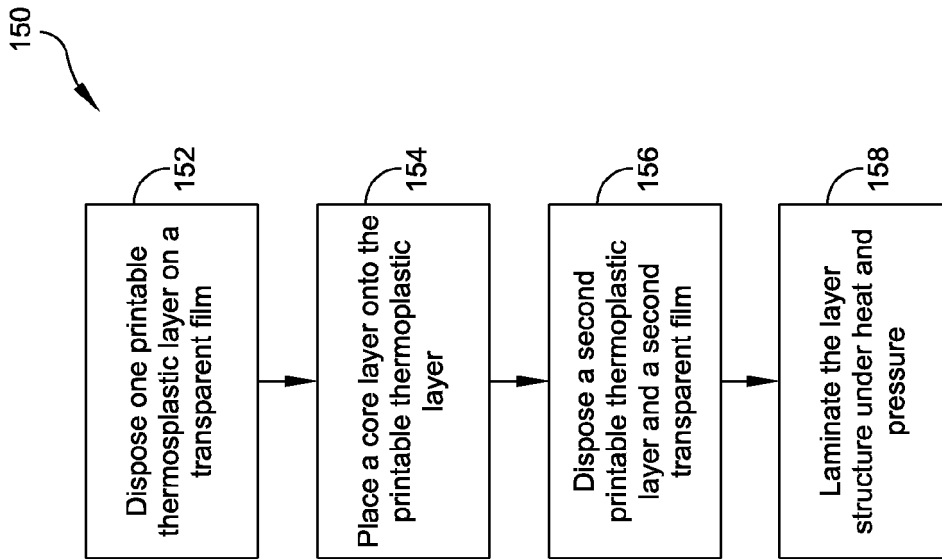 150
152
Dispose one printable
thermosplastic layer on a
transparent film
154
Place a core layer onto the
printable thermoplastic
layer
156
Dispose a second
printable thermoplastic
layer and a second
transparent film
158
Laminate the layer
structure under heat and
pressure